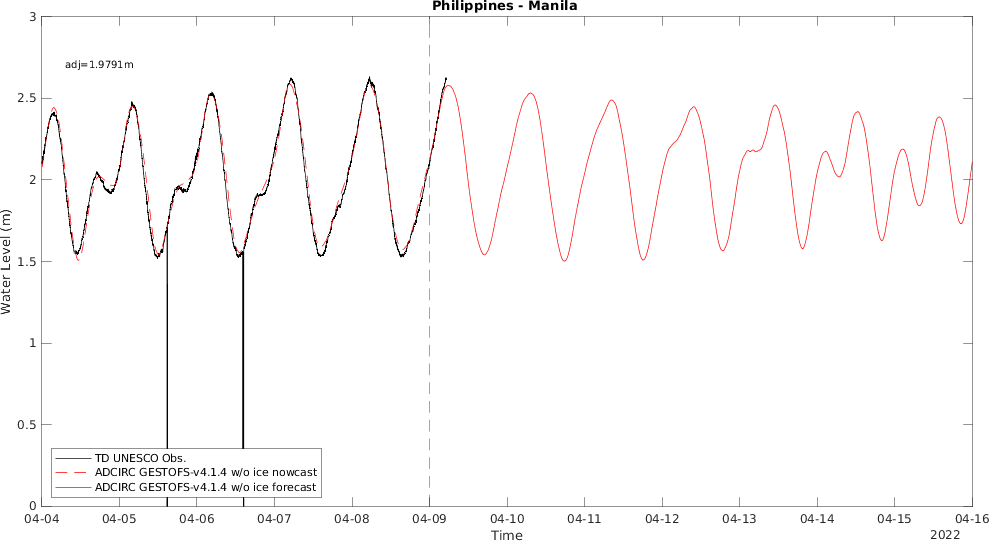 Philippines - Manila
adj=1.9791m
Water Level (m)
3
2.5
2
1.5
1
0.5
0
TD UNESCO Obs.
ADCIRC GESTOFS-v4.1.4 w/o ice nowcast
ADCIRC GESTOFS-v4.1.4 w/o ice forecast
04-04 04-05 04-06 04-07 04-08 04-09 04-10 04-11 04-12 04-13 04-14 04-15 04-16
Time
2022